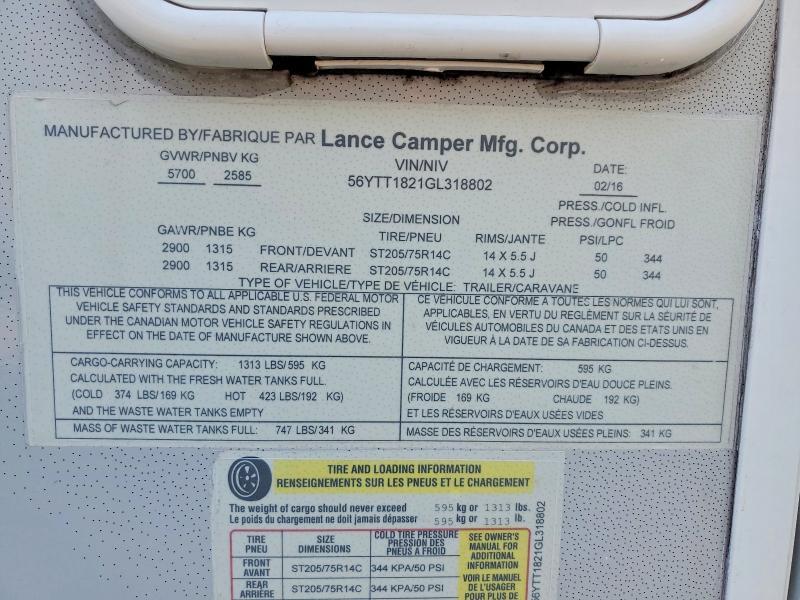 MANUFACTURED BY/FABRIQUE PAR Lance Camper Mfg. Corp.
GVWR/PNBV KG VIN/NIV DATE:
5700 2585 56YTT1821GL318802 02/16
PRESS./COLD INFL.
SIZE/DIMENSION PRESS./GONFL FROID
GAWR/PNBE KG TIRE/PNEU RIMS/JANTE PSI/LPC
2900 1315 FRONT/DEVANT ST205/75R14C 14 X 5.5 J 50 344
2900 1315 REAR/ARRIERE ST205/75R14C 14 X 5.5 J 50 344
TYPE OF VEHICLE/TYPE DE VÉHICLE: TRAILER/CARAVANE
THIS VEHICLE CONFORMS TO ALL APPLICABLE U.S. FEDERAL MOTOR
VEHICLE SAFETY STANDARDS AND STANDARDS PRESCRIBED
UNDER THE CANADIAN MOTOR VEHICLE SAFETY REGULATIONS IN
EFFECT ON THE DATE OF MANUFACTURE SHOWN ABOVE.
CE VÉHICULE CONFORME A TOUTES LES NORMES QUI LUI SONT,
APPLICABLES, EN VERTU DU REGLEMENT SUR LA SÉURITÉ DE
VÉICULES AUTOMOBILES DU CANADA ET DES ETATS UNIS EN
VIGUEUR À LA DATE DE SA FABRICATION CI-DESSUS.
CARGO-CARRYING CAPACITY: 1313 LBS/595 KG
CALCULATED WITH THE FRESH WATER TANKS FULL.
(COLD 374 LBS/169 KG HOT 423 LBS/192 KG)
AND THE WASTE WATER TANKS EMPTY
CAPACITÉ DE CHARGEMENT: 595 KG
CALCULÉE AVEC LES RÉSERVOIRS D'EAU DOUCE PLEINS.
(FROIDE 169 KG CHAUDE 192 KG)
ET LES RÉSERVOIRS D'EAUX USÉES VIDES
MASS OF WASTE WATER TANKS FULL: 747 LBS/341 KG
MASSE DES RÉSERVOIRS D'EAUX USÉES PLEINS: 341 KG
TIRE AND LOADING INFORMATION
RENSEIGNEMENTS SUR LES PNEUS ET LE CHARGEMENT
The weight of cargo should never exceed 595 kg or 1313 lbs.
Le poids du chargement ne doit jamais dépasser 595 kg or 1313 lb.
TIRE
PNEU
SIZE
DIMENSIONS
COLD TIRE PRESSURE
PRESSION DES
PNEUS A FROID
FRONT
AVANT
ST205/75R14C 344 KPA/50 PSI
REAR
ARRIÈRE
ST205/75R14C 344 KPA/50 PSI
SEE OWNER'S
MANUAL FOR
ADDITIONAL
INFORMATION
VOIR LE MANUEL
DE L'USAGER
POUR PLUS DE
56YTT1821GL318802